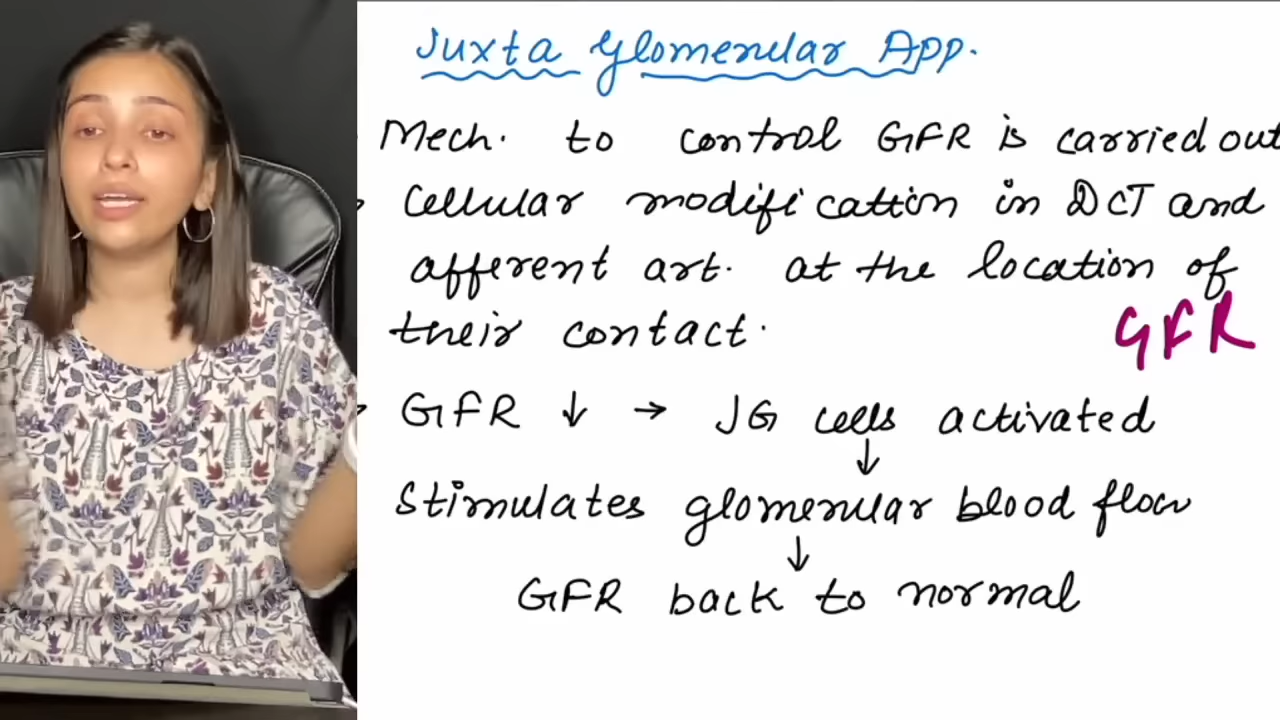 Juxta Glomerular App.
Mech. to control GFR is carried out
Cellular modification in DCT and
afferent art. at the location of
their contact.
GFR
GFR ↓ → JG cells activated
↓
Stimulates glomerular blood flow
↓
GFR back to normal